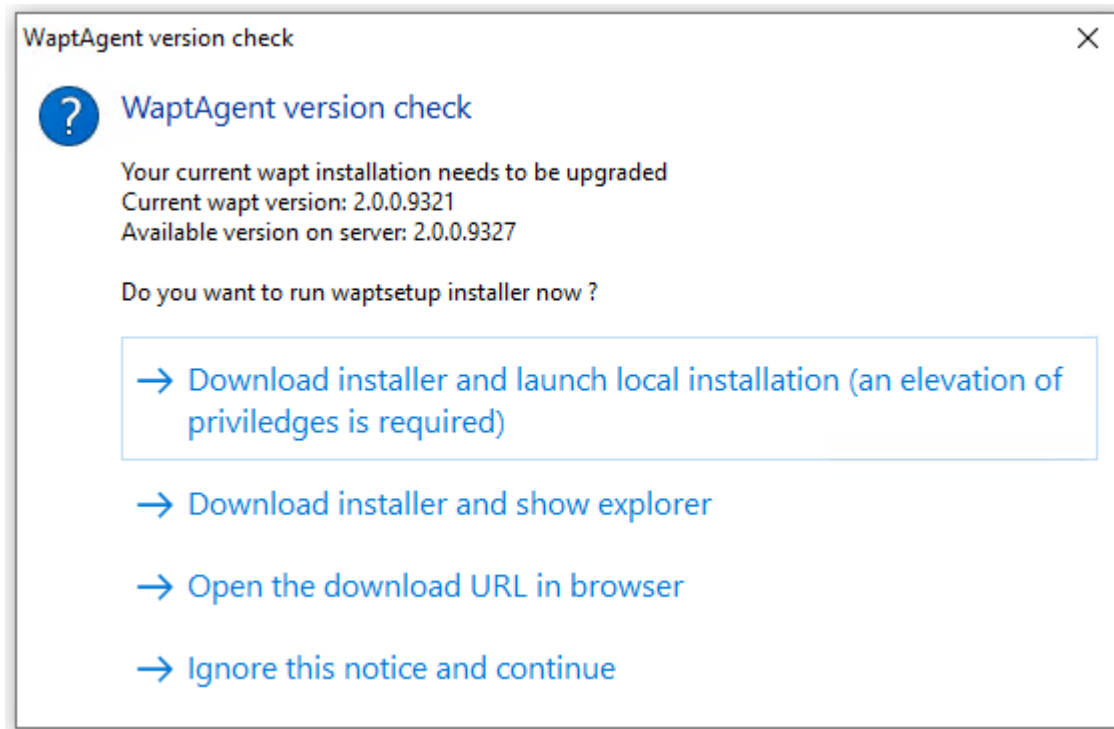 WaptAgent version check
WaptAgent version check
Your current wapt installation needs to be upgraded
Current wapt version: 2.0.0.9321
Available version on server: 2.0.0.9327
Do you want to run waptsetup installer now ?
Download installer and launch local installation (an elevation of
priviledges is required)
Download installer and show explorer
Open the download URL in browser
Ignore this notice and continue